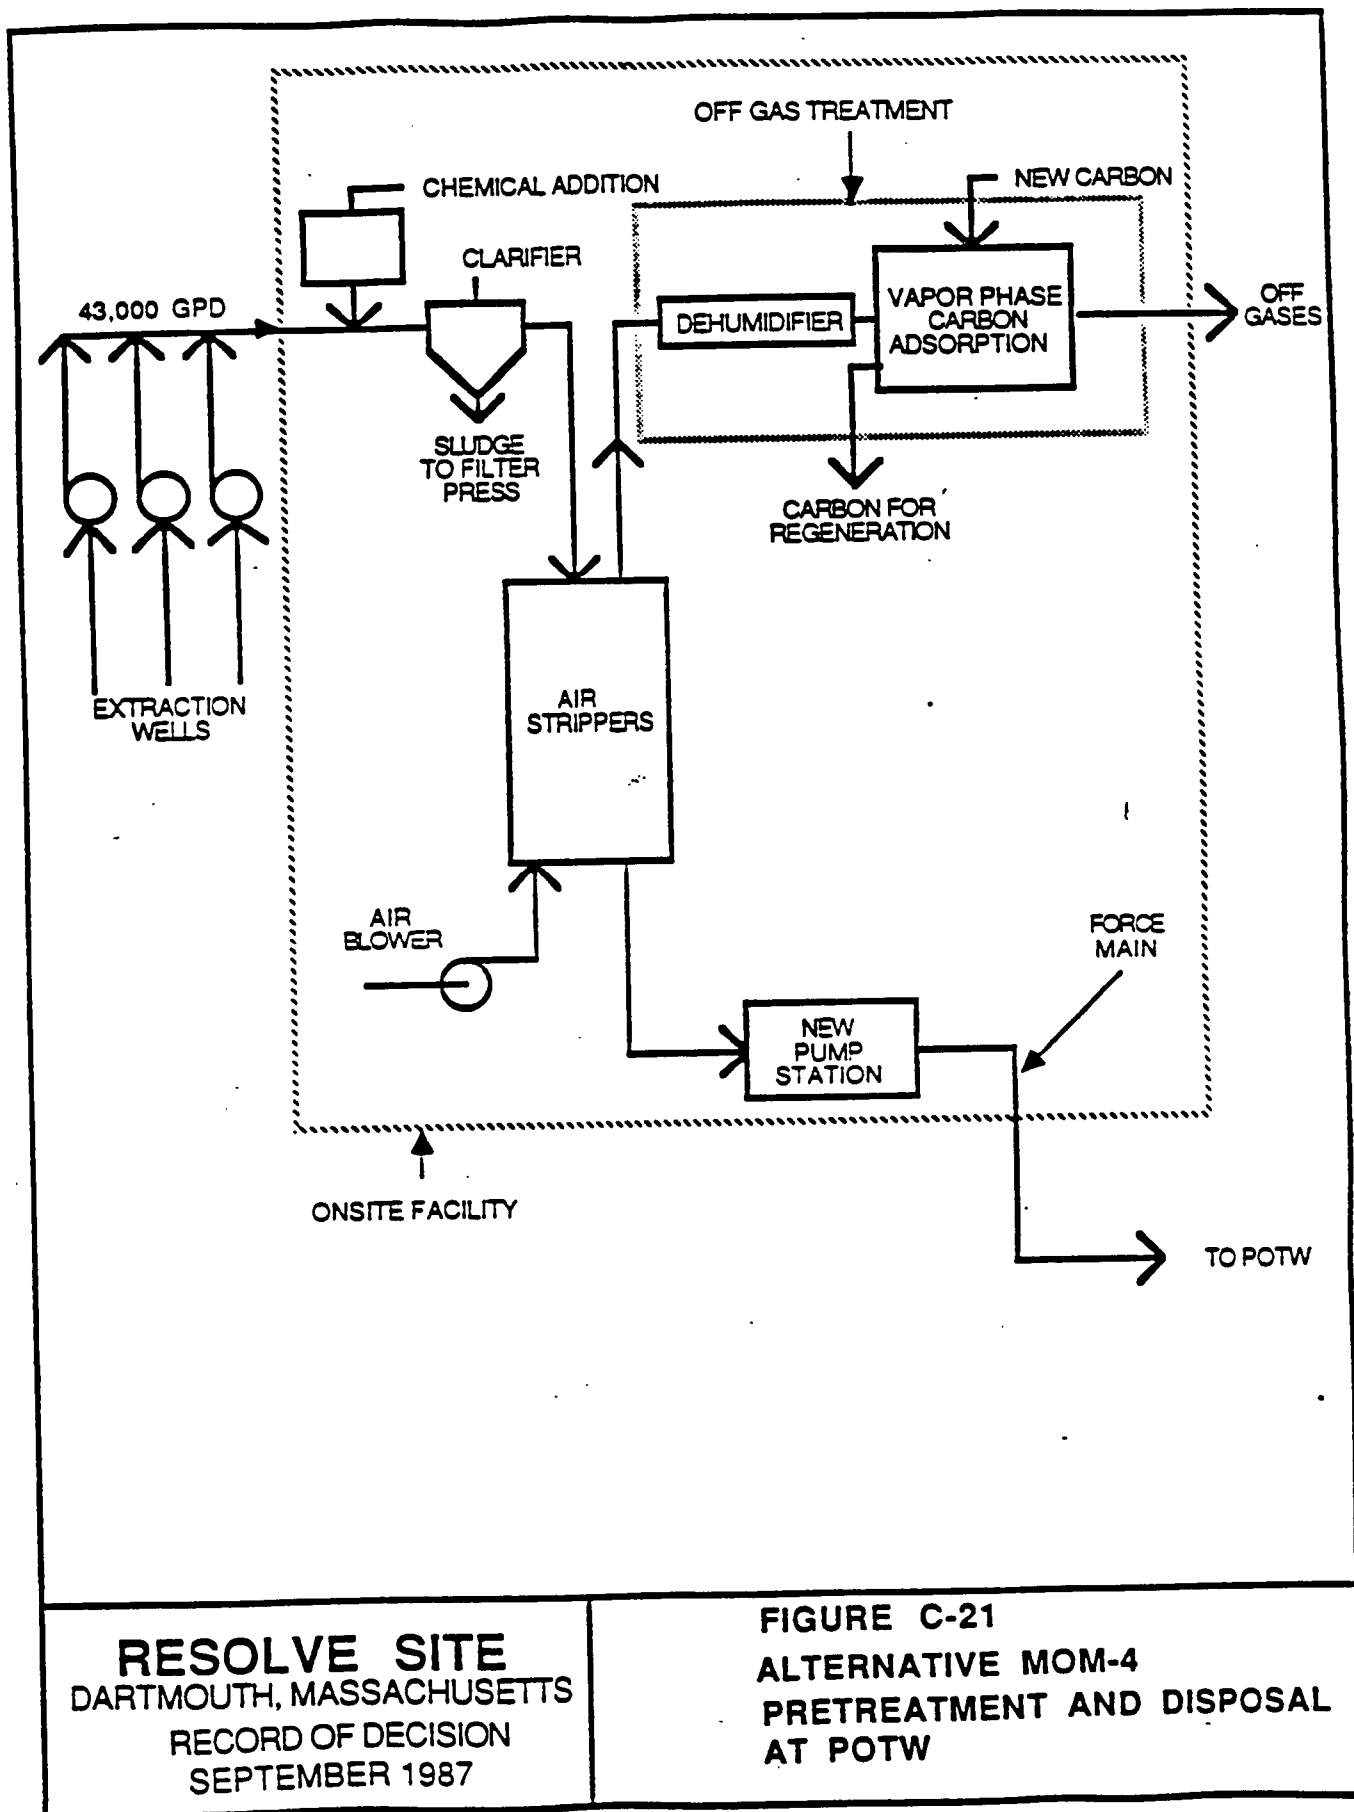 OFF GAS TREATMENT
CHEMICAL ADDITION
NEW CARBON
CLARIFIER
43,000 GPD
DEHUMIDIFIER
VAPOR PHASE
CARBON
ADSORPTION
OFF
GASES
SLUDGE
TO FILTER
PRESS
CARBON FOR
REGENERATION
EXTRACTION
WELLS
AIR
STRIPPERS
AIR
BLOWER
FORCE
MAIN
NEW
PUMP
STATION
ONSITE FACILITY
TO POTW
RESOLVE SITE
DARTMOUTH, MASSACHUSETTS
RECORD OF DECISION
SEPTEMBER 1987
FIGURE C-21
ALTERNATIVE MOM-4
PRETREATMENT AND DISPOSAL
AT POTW